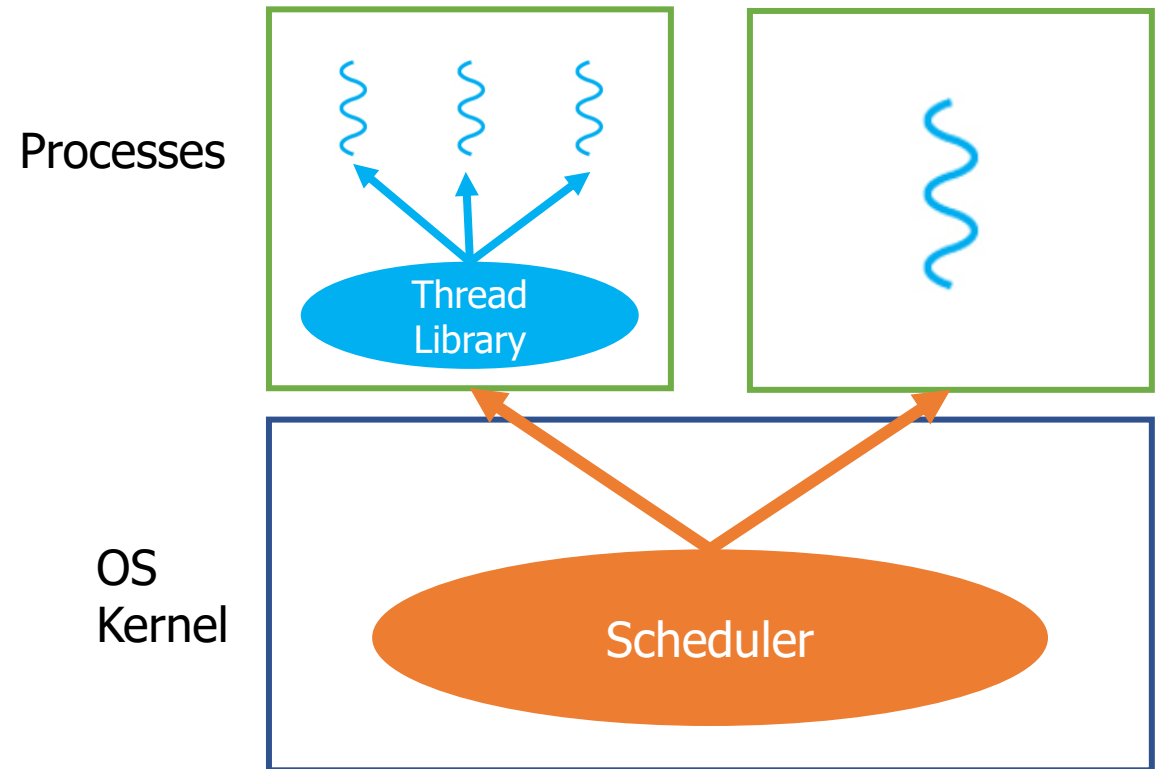 Processes
Thread
Library
OS
Kernel
Scheduler